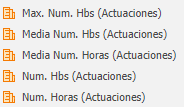 Max. Num. Hbs (Actuaciones)
Media Num. Hbs (Actuaciones)
Media Num. Horas (Actuaciones)
Num. Hbs (Actuaciones)
Num. Horas (Actuaciones)